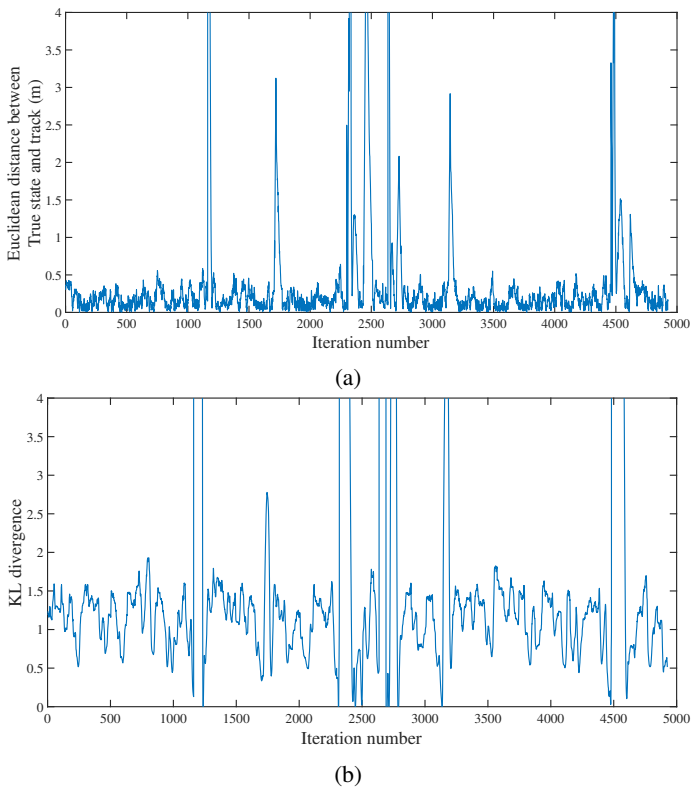 Euclidean distance between
True state and track (m)
4
3.5
3
2.5
2
1.5
1
0.5
0
0 500 1000 1500 2000 2500 3000 3500 4000 4500 5000
Iteration number
(a)
KL divergence
4
3.5
3
2.5
2
1.5
1
0.5
0
0 500 1000 1500 2000 2500 3000 3500 4000 4500 5000
Iteration number
(b)